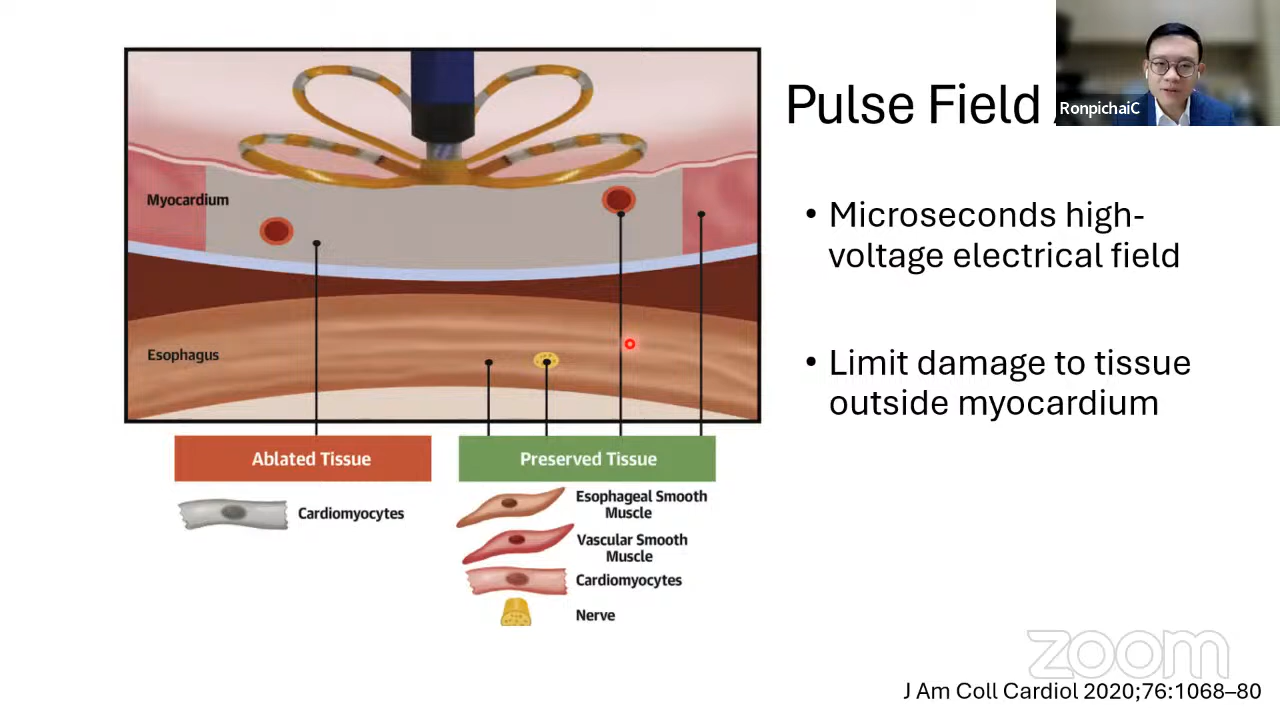 Pulse Field
RonpichaiC
• Microseconds high-
voltage electrical field
• Limit damage to tissue
outside myocardium
Myocardium
Esophagus
Ablated Tissue
Cardiomyocytes
Preserved Tissue
Esophageal Smooth
Muscle
Vascular Smooth
Muscle
Cardiomyocytes
Nerve
zoom
J Am Coll Cardiol 2020;76:1068–80